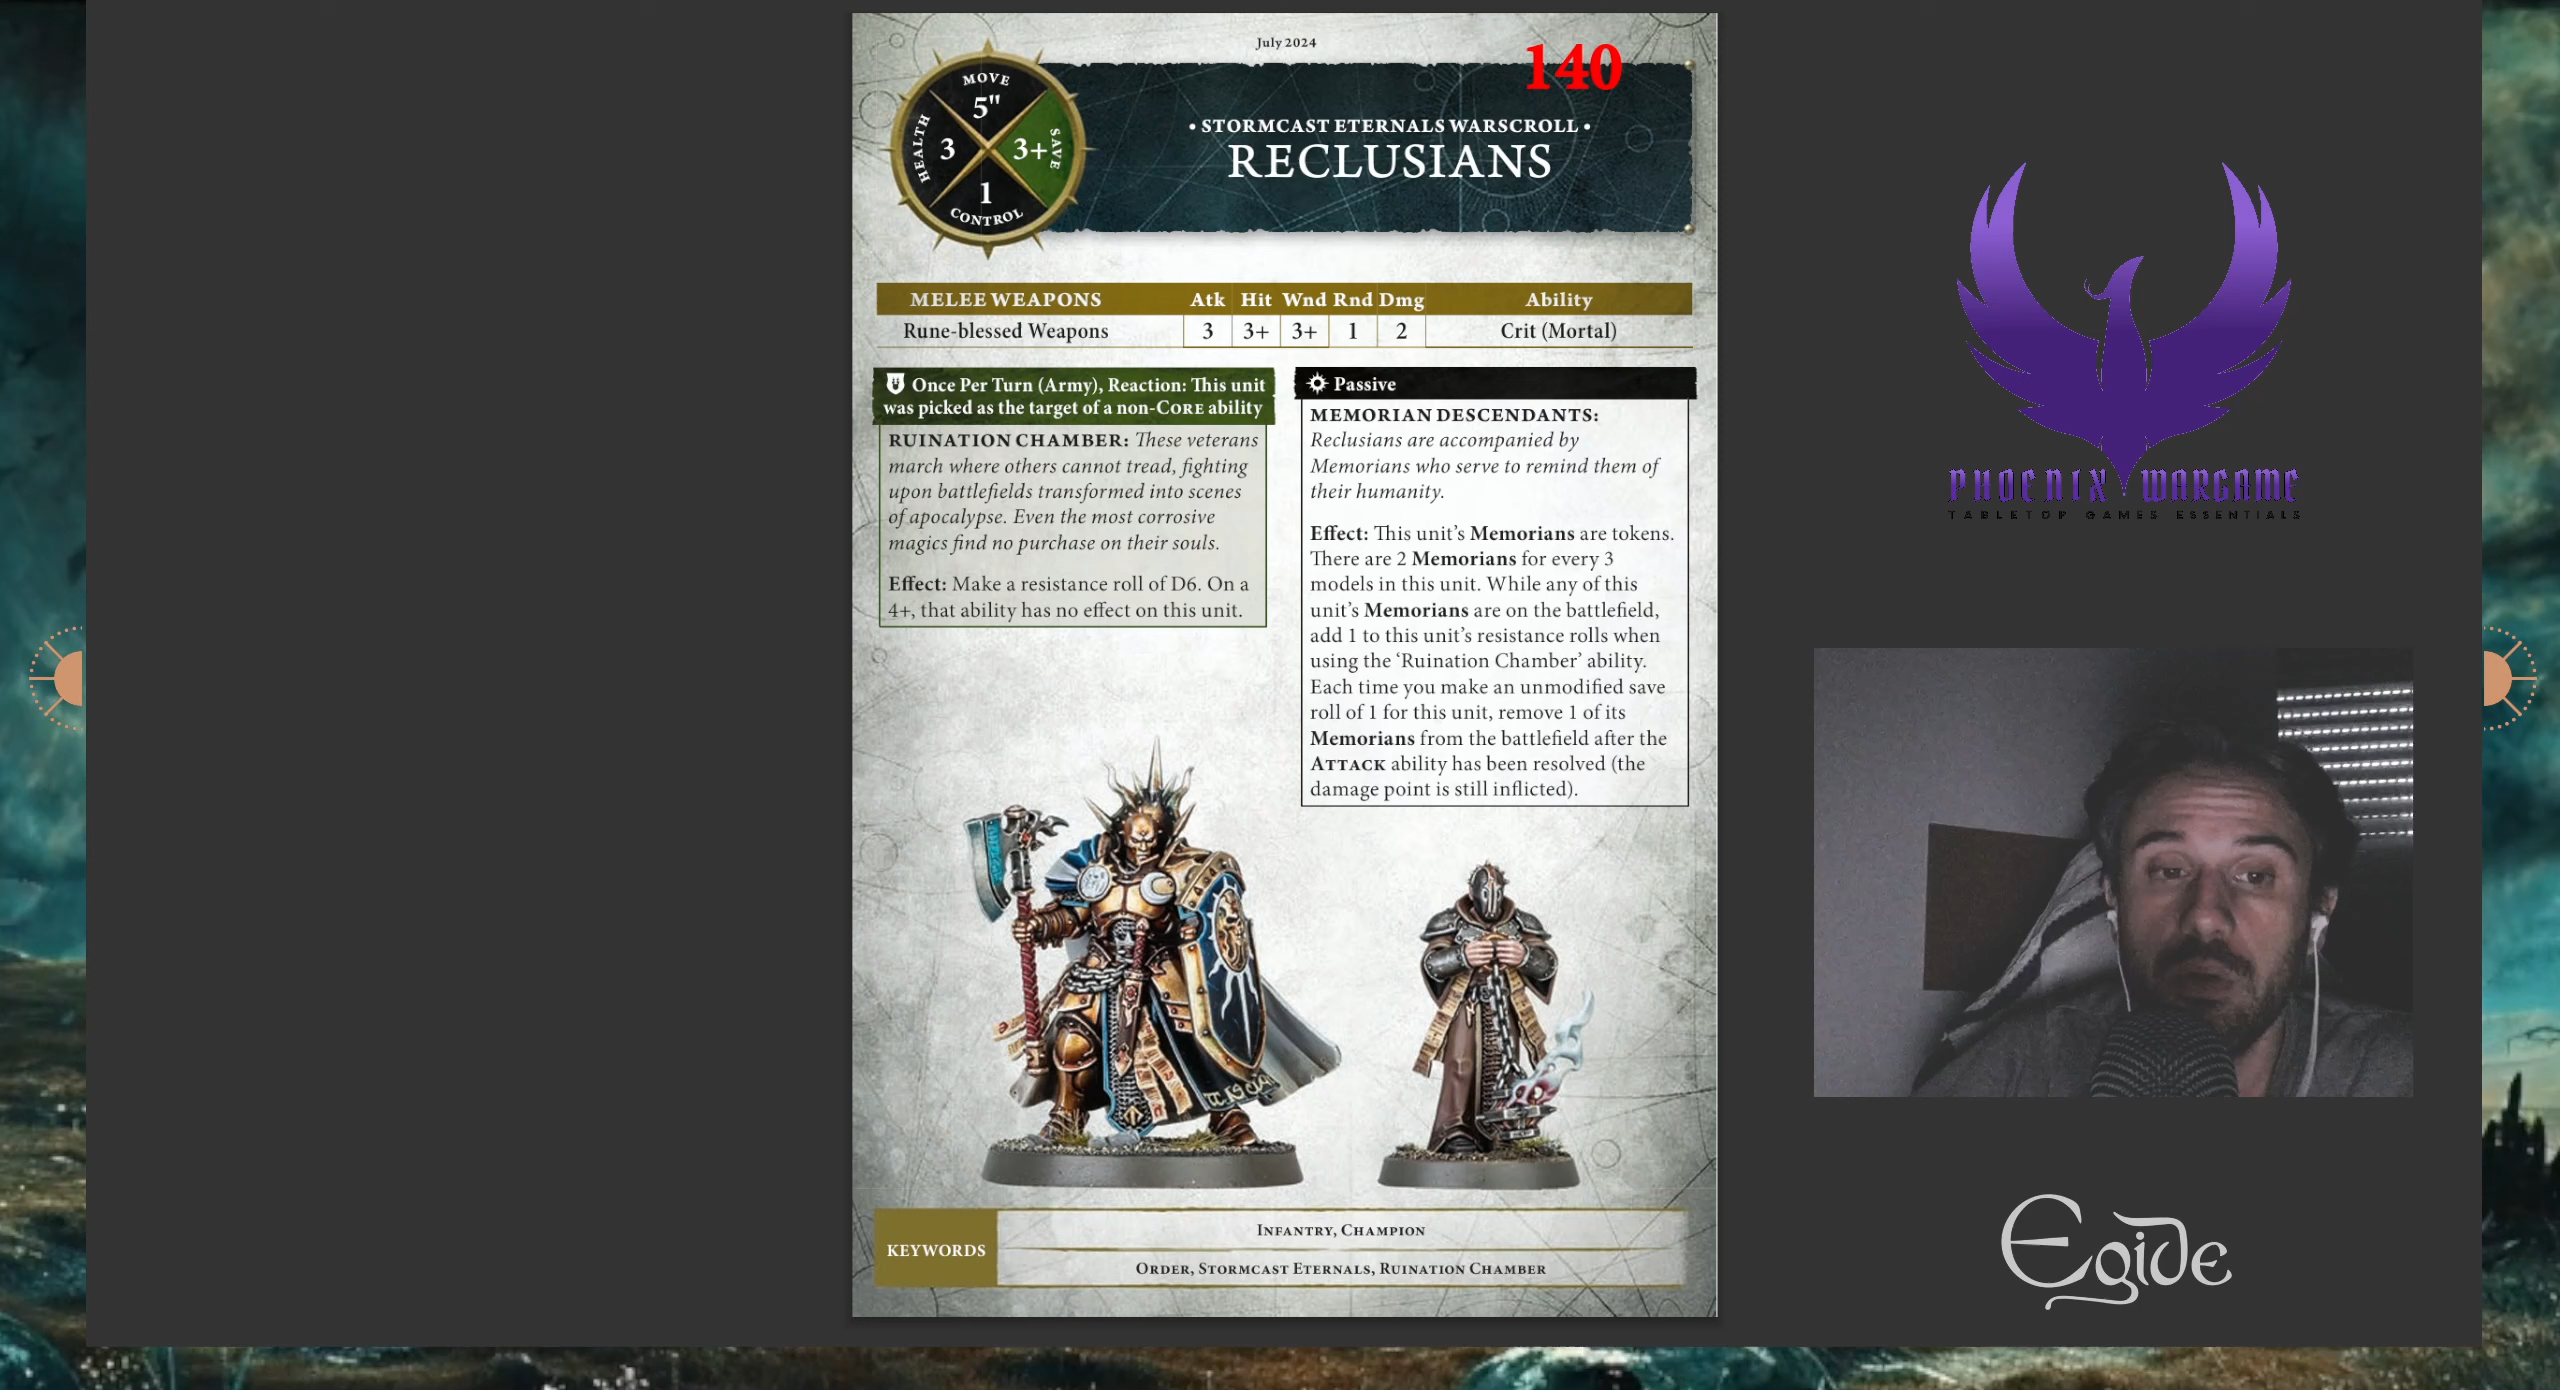 July 2024
140
MOVE
5"
HEALTH
3
3+
SAVE
1
CONTROL
• STORMCAST ETERNALS WARSCROLL •
RECLUSIANS
MELEE WEAPONS Atk Hit Wnd Rnd Dmg Ability
Rune-blessed Weapons 3 3+ 3+ 1 2 Crit (Mortal)
Once Per Turn (Army), Reaction: This unit
was picked as the target of a non-CORE ability
RUINATION CHAMBER: These veterans
march where others cannot tread, fighting
upon battlefields transformed into scenes
of apocalypse. Even the most corrosive
magics find no purchase on their souls.
Effect: Make a resistance roll of D6. On a
4+, that ability has no effect on this unit.
Passive
MEMORIAN DESCENDANTS:
Reclusians are accompanied by
Memorians who serve to remind them of
their humanity.
Effect: This unit's Memorians are tokens.
There are 2 Memorians for every 3
models in this unit. While any of this
unit's Memorians are on the battlefield,
add 1 to this unit's resistance rolls when
using the 'Ruination Chamber' ability.
Each time you make an unmodified save
roll of 1 for this unit, remove 1 of its
Memorians from the battlefield after the
ATTACK ability has been resolved (the
damage point is still inflicted).
KEYWORDS
INFANTRY, CHAMPION
ORDER, STORMCAST ETERNALS, RUINATION CHAMBER
PHOENIX WARGAME
TABLETOP GAMES ESSENTIALS
Egide